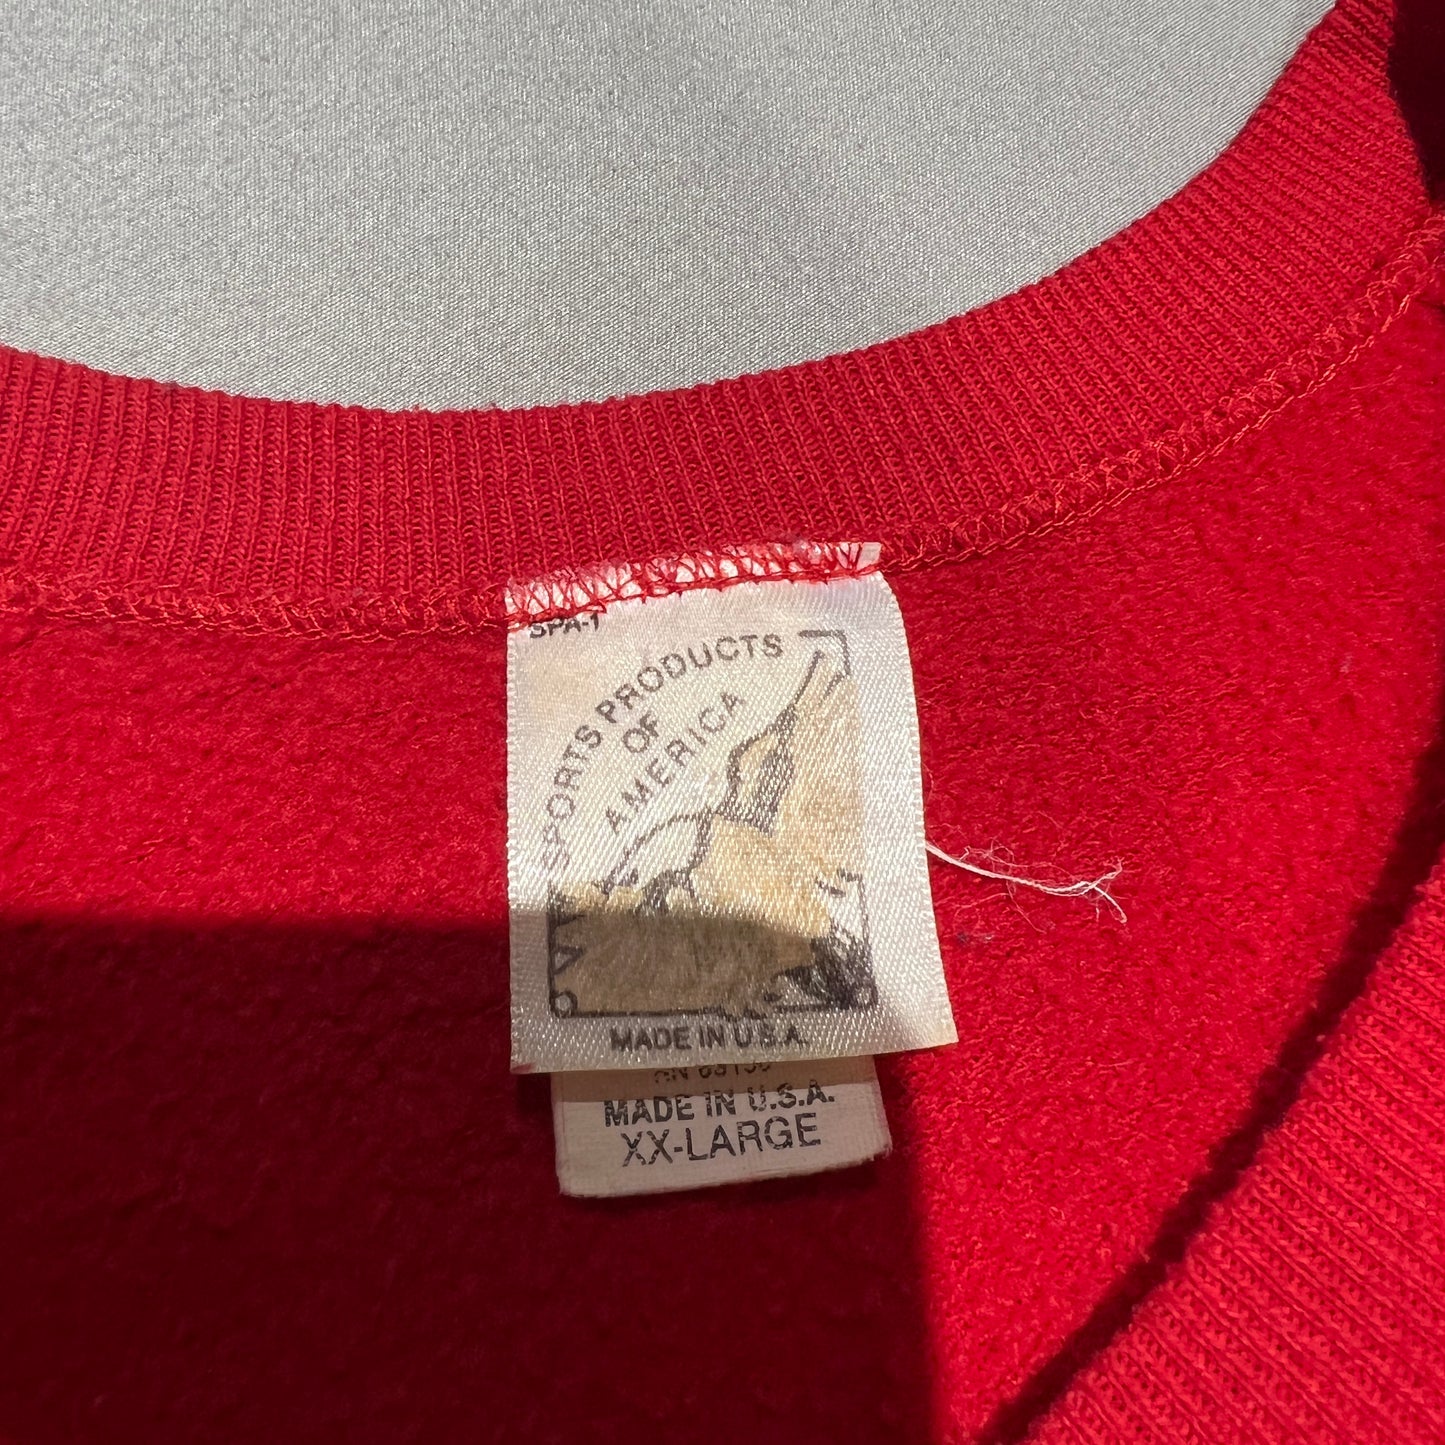 SPA-1
SPORTS PRODUCTS
OF
AMERICA
MADE IN U.S.A.
MADE IN U.S.A.
XX-LARGE